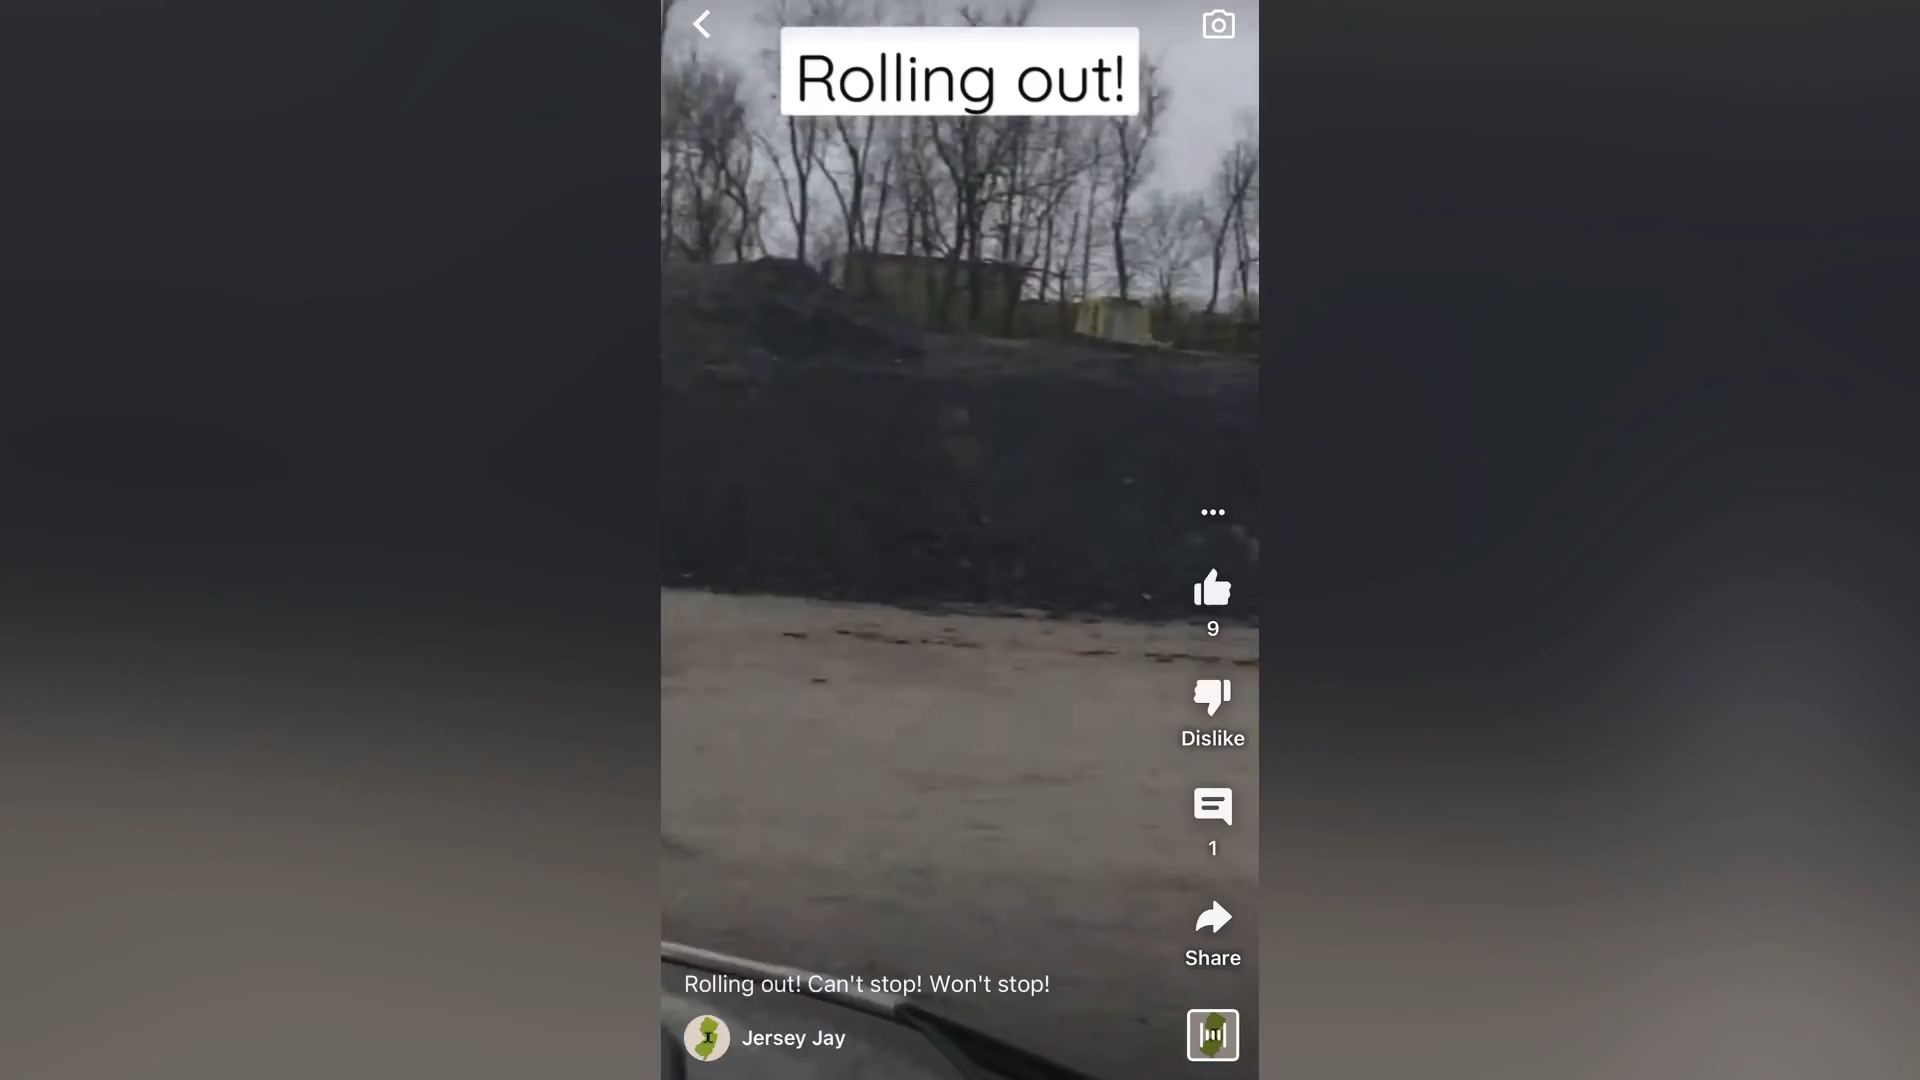 Rolling out!
9
Dislike
1
Share
Rolling out! Can't stop! Won't stop!
Jersey Jay